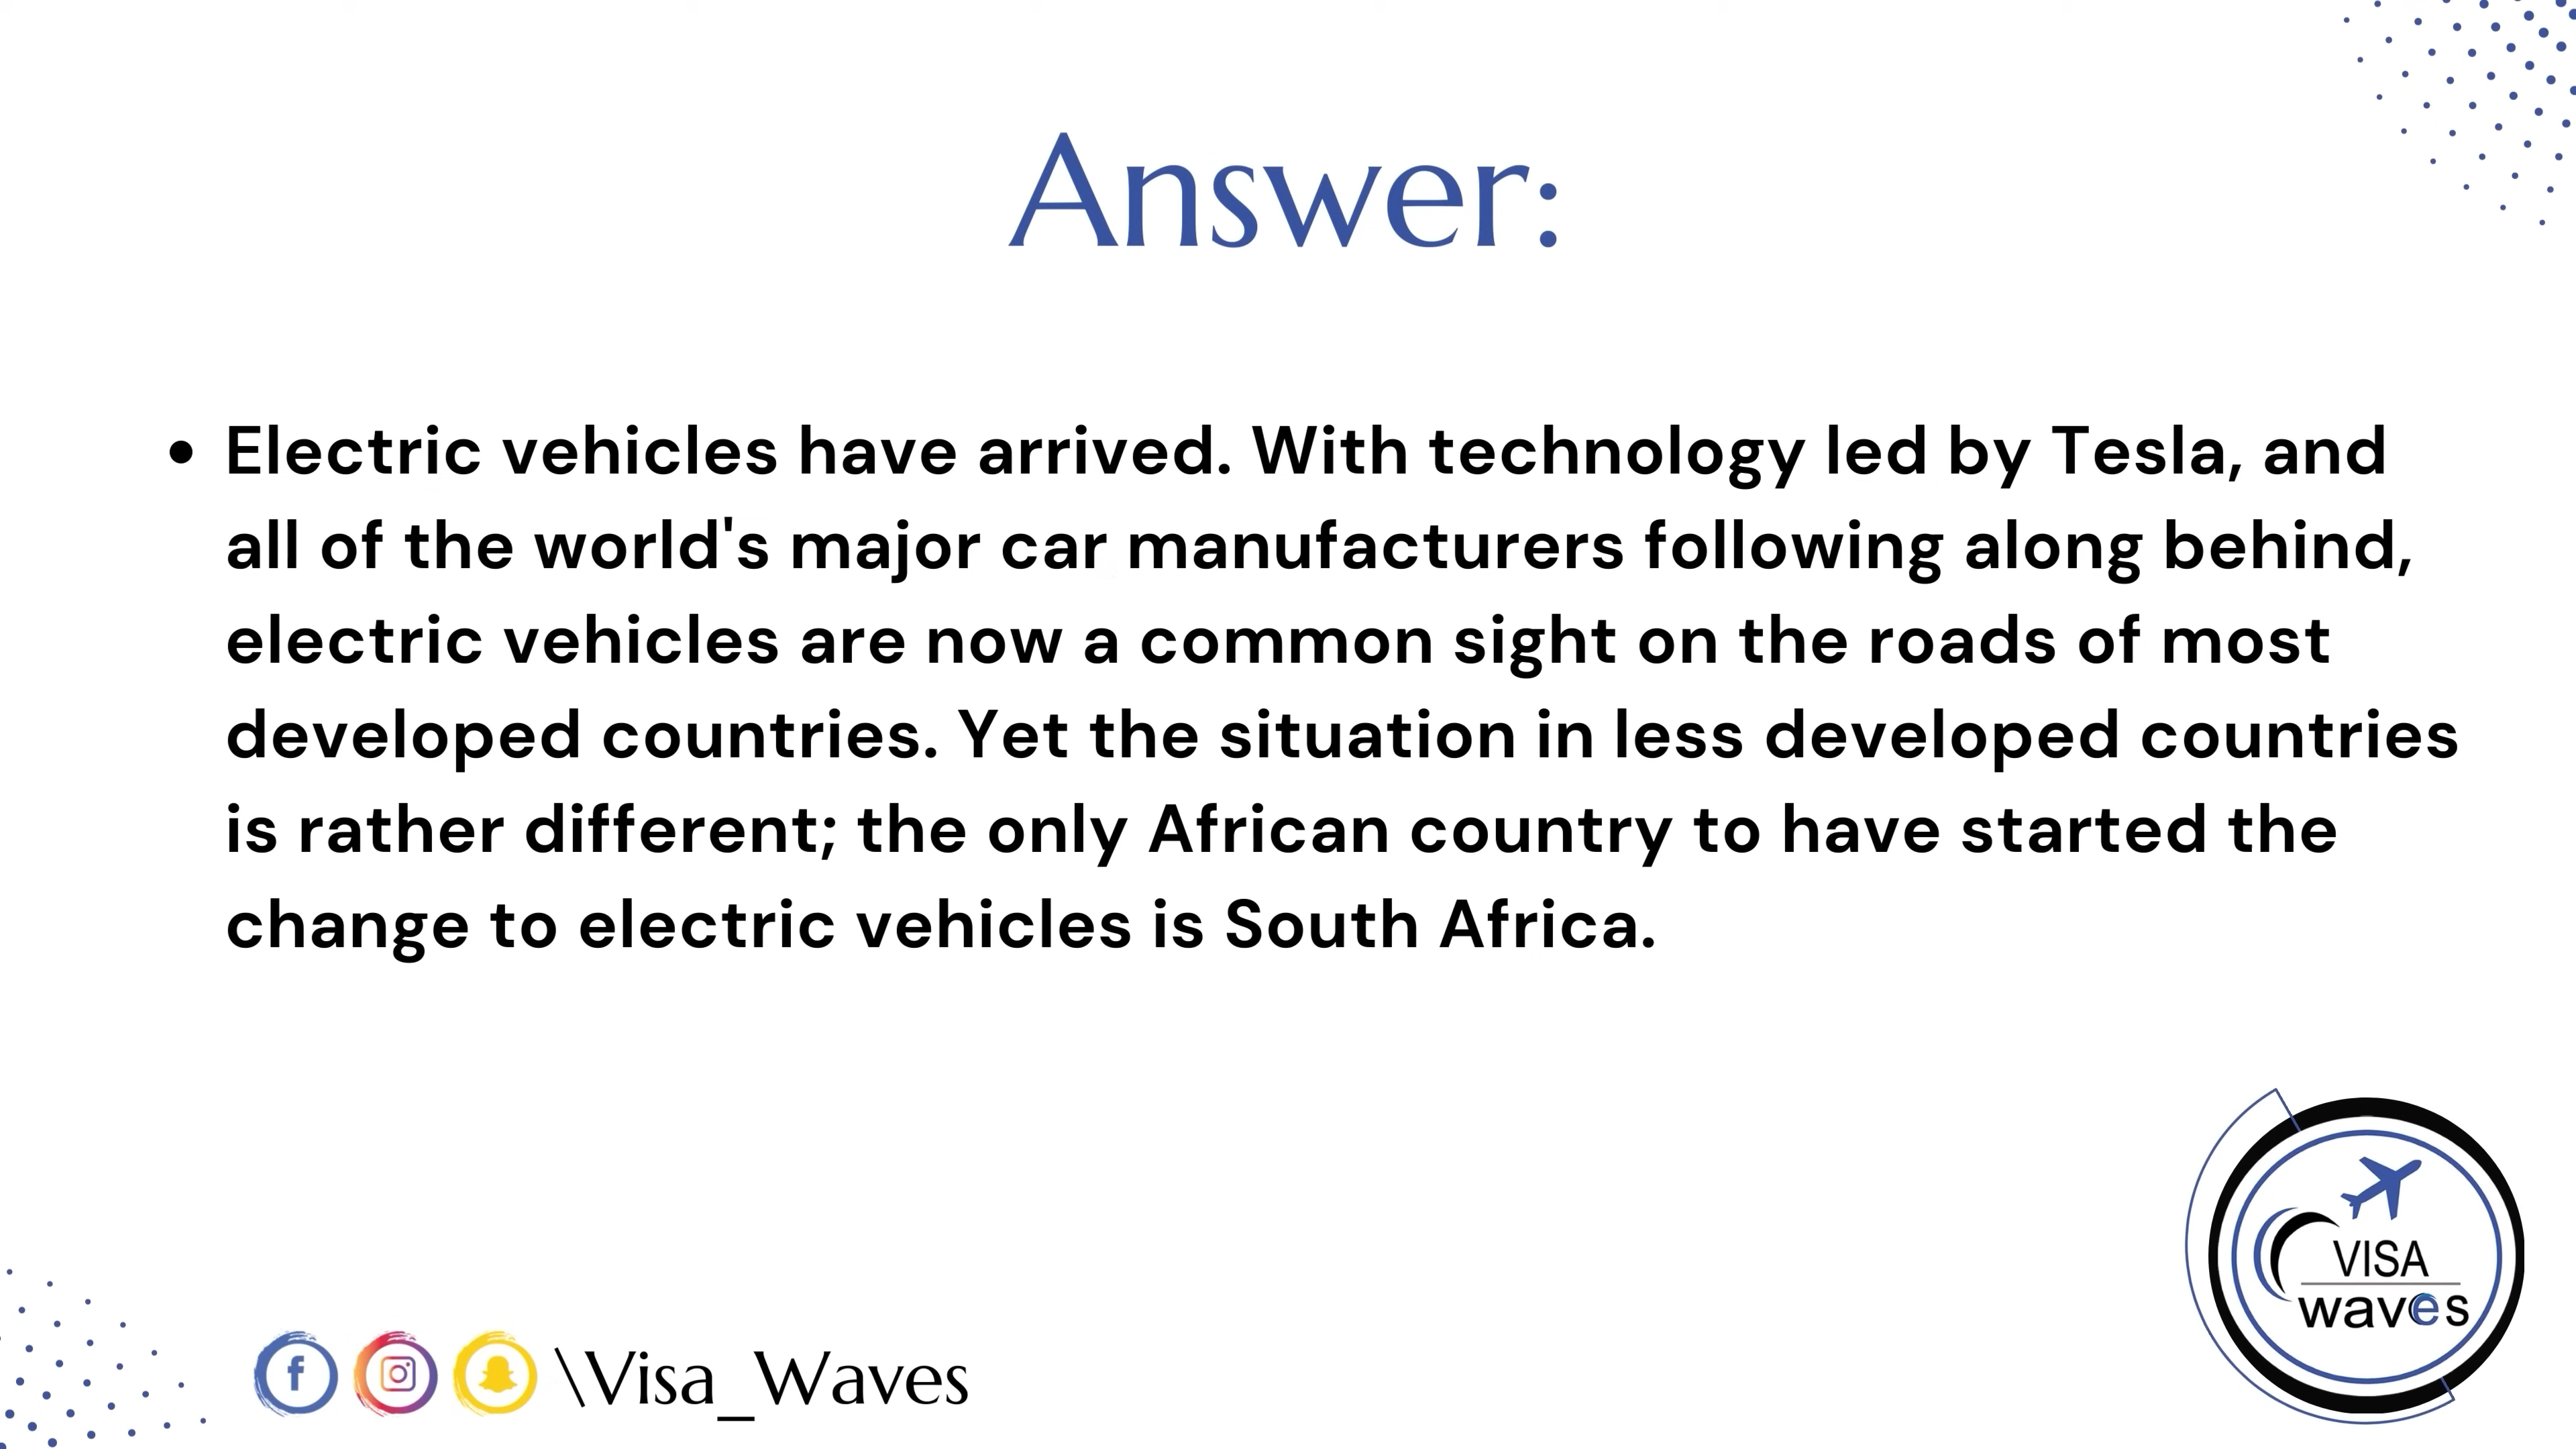 Answer:
• Electric vehicles have arrived. With technology led by Tesla, and
all of the world's major car manufacturers following along behind,
electric vehicles are now a common sight on the roads of most
developed countries. Yet the situation in less developed countries
is rather different; the only African country to have started the
change to electric vehicles is South Africa.
VISA
waves
\Visa_Waves